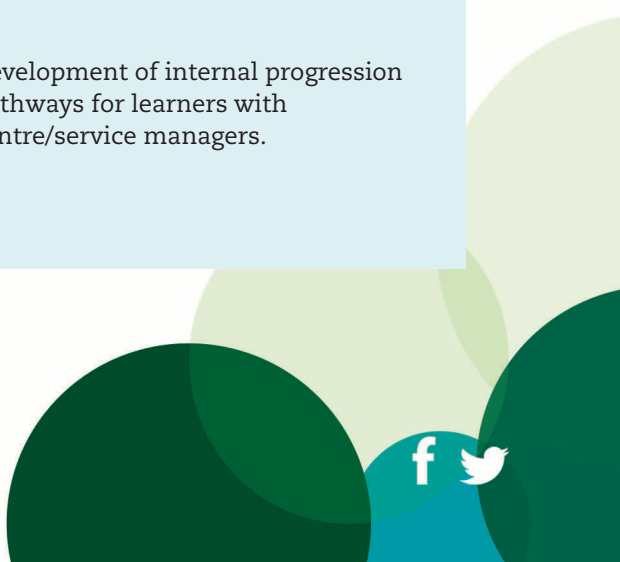 evelopment of internal progression
thways for learners with
ntre/service managers.